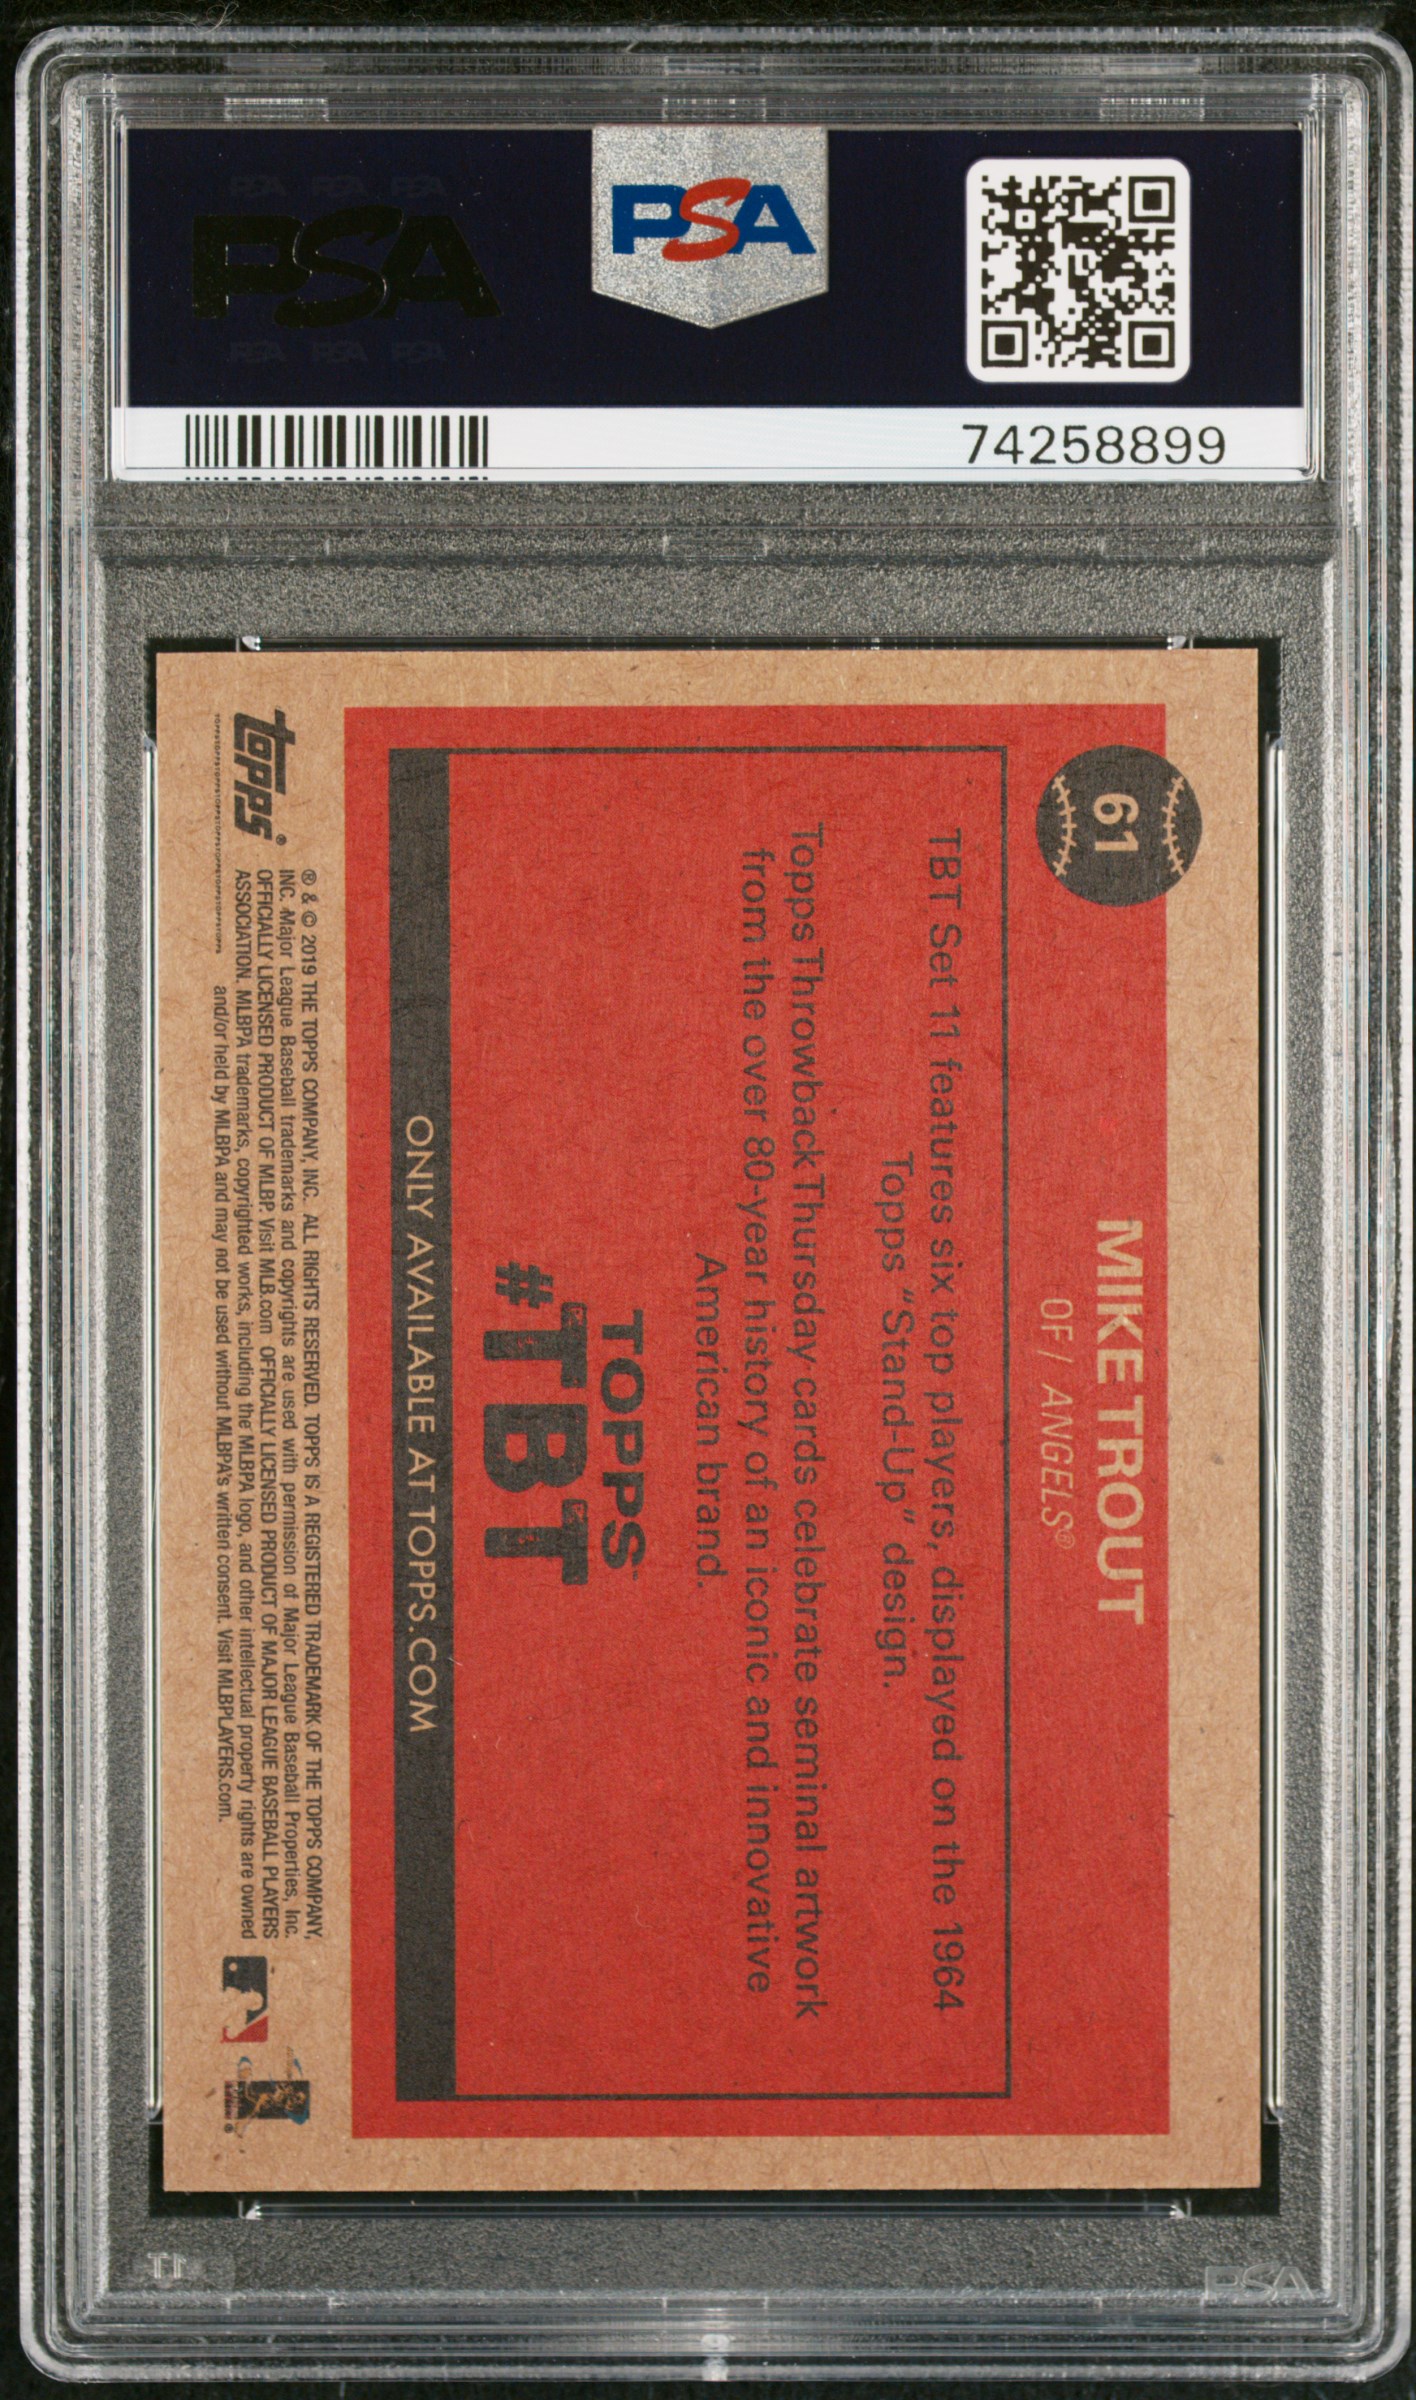 PSA PSA PSA
PSA
PSA PSA PSA
PSA
74258899
61
MIKE TROUT
OF / ANGELS®
TBT Set 11 features six top players, displayed on the 1964
Topps "Stand-Up" design.
Topps Throwback Thursday cards celebrate seminal artwork
from the over 80-year history of an iconic and innovative
American brand.
TOPPS
#TBT
ONLY AVAILABLE AT TOPPS.COM
topps®
® & © 2019 THE TOPPS COMPANY, INC. ALL RIGHTS RESERVED. TOPPS IS A REGISTERED TRADEMARK OF THE TOPPS COMPANY,
INC. Major League Baseball trademarks and copyrights are used with permission of Major League Baseball Properties, Inc.
OFFICIALLY LICENSED PRODUCT OF MLBP. Visit MLB.com OFFICIALLY LICENSED PRODUCT OF MAJOR LEAGUE BASEBALL PLAYERS
ASSOCIATION. MLBPA trademarks, copyrighted works, including the MLBPA logo, and other intellectual property rights are owned
and/or held by MLBPA and may not be used without MLBPA's written consent. Visit MLBPLAYERS.com.
PSA